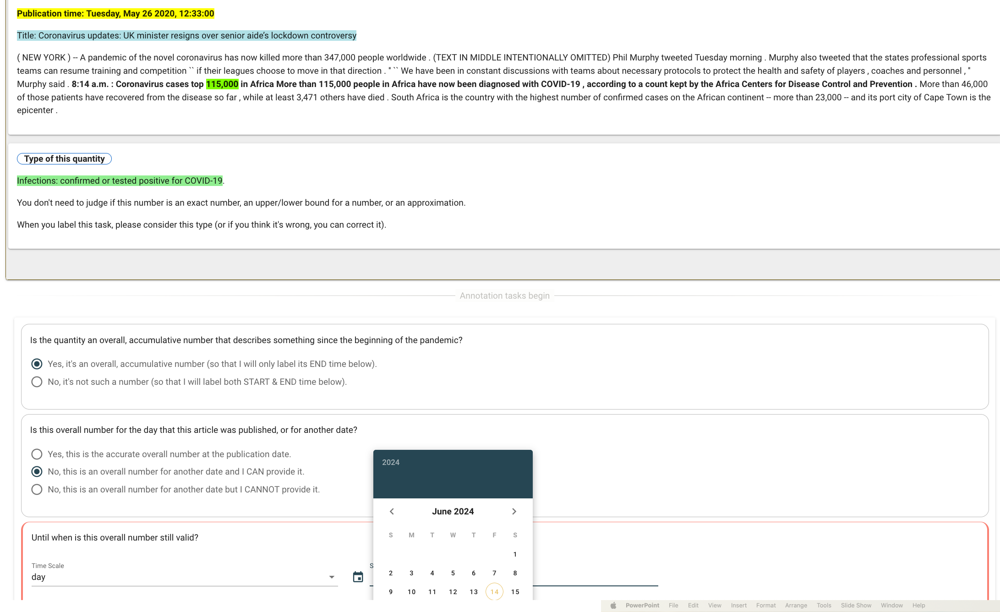 Publication time: Tuesday, May 26 2020, 12:33:00
Title: Coronavirus updates: UK minister resigns over senior aide’s lockdown controversy
( NEW YORK ) -- A pandemic of the novel coronavirus has now killed more than 347,000 people worldwide . (TEXT IN MIDDLE INTENTIONALLY OMITTED) Phil Murphy tweeted Tuesday morning . Murphy also tweeted that the states professional sports
teams can resume training and competition `` if their leagues choose to move in that direction . '' `` We have been in constant discussions with teams about necessary protocols to protect the health and safety of players , coaches and personnel , ''
Murphy said . 8:14 a.m. : Coronavirus cases top 115,000 in Africa More than 115,000 people in Africa have now been diagnosed with COVID-19 , according to a count kept by the Africa Centers for Disease Control and Prevention . More than 46,000
of those patients have recovered from the disease so far , while at least 3,471 others have died . South Africa is the country with the highest number of confirmed cases on the African continent -- more than 23,000 -- and its port city of Cape Town is the
epicenter .
Type of this quantity
Infections: confirmed or tested positive for COVID-19.
You don't need to judge if this number is an exact number, an upper/lower bound for a number, or an approximation.
When you label this task, please consider this type (or if you think it's wrong, you can correct it).
Annotation tasks begin
Is the quantity an overall, accumulative number that describes something since the beginning of the pandemic?
Yes, it's an overall, accumulative number (so that I will only label its END time below).
No, it's not such a number (so that I will label both START & END time below).
Is this overall number for the day that this article was published, or for another date?
Yes, this is the accurate overall number at the publication date.
No, this is an overall number for another date and I CAN provide it.
No, this is an overall number for another date but I CANNOT provide it.
2024
June 2024
S M T W T F S
1
2 3 4 5 6 7 8
9 10 11 12 13 14 15
Until when is this overall number still valid?
Time Scale
day
PowerPoint File Edit View Insert Format Arrange Tools Slide Show Window Help